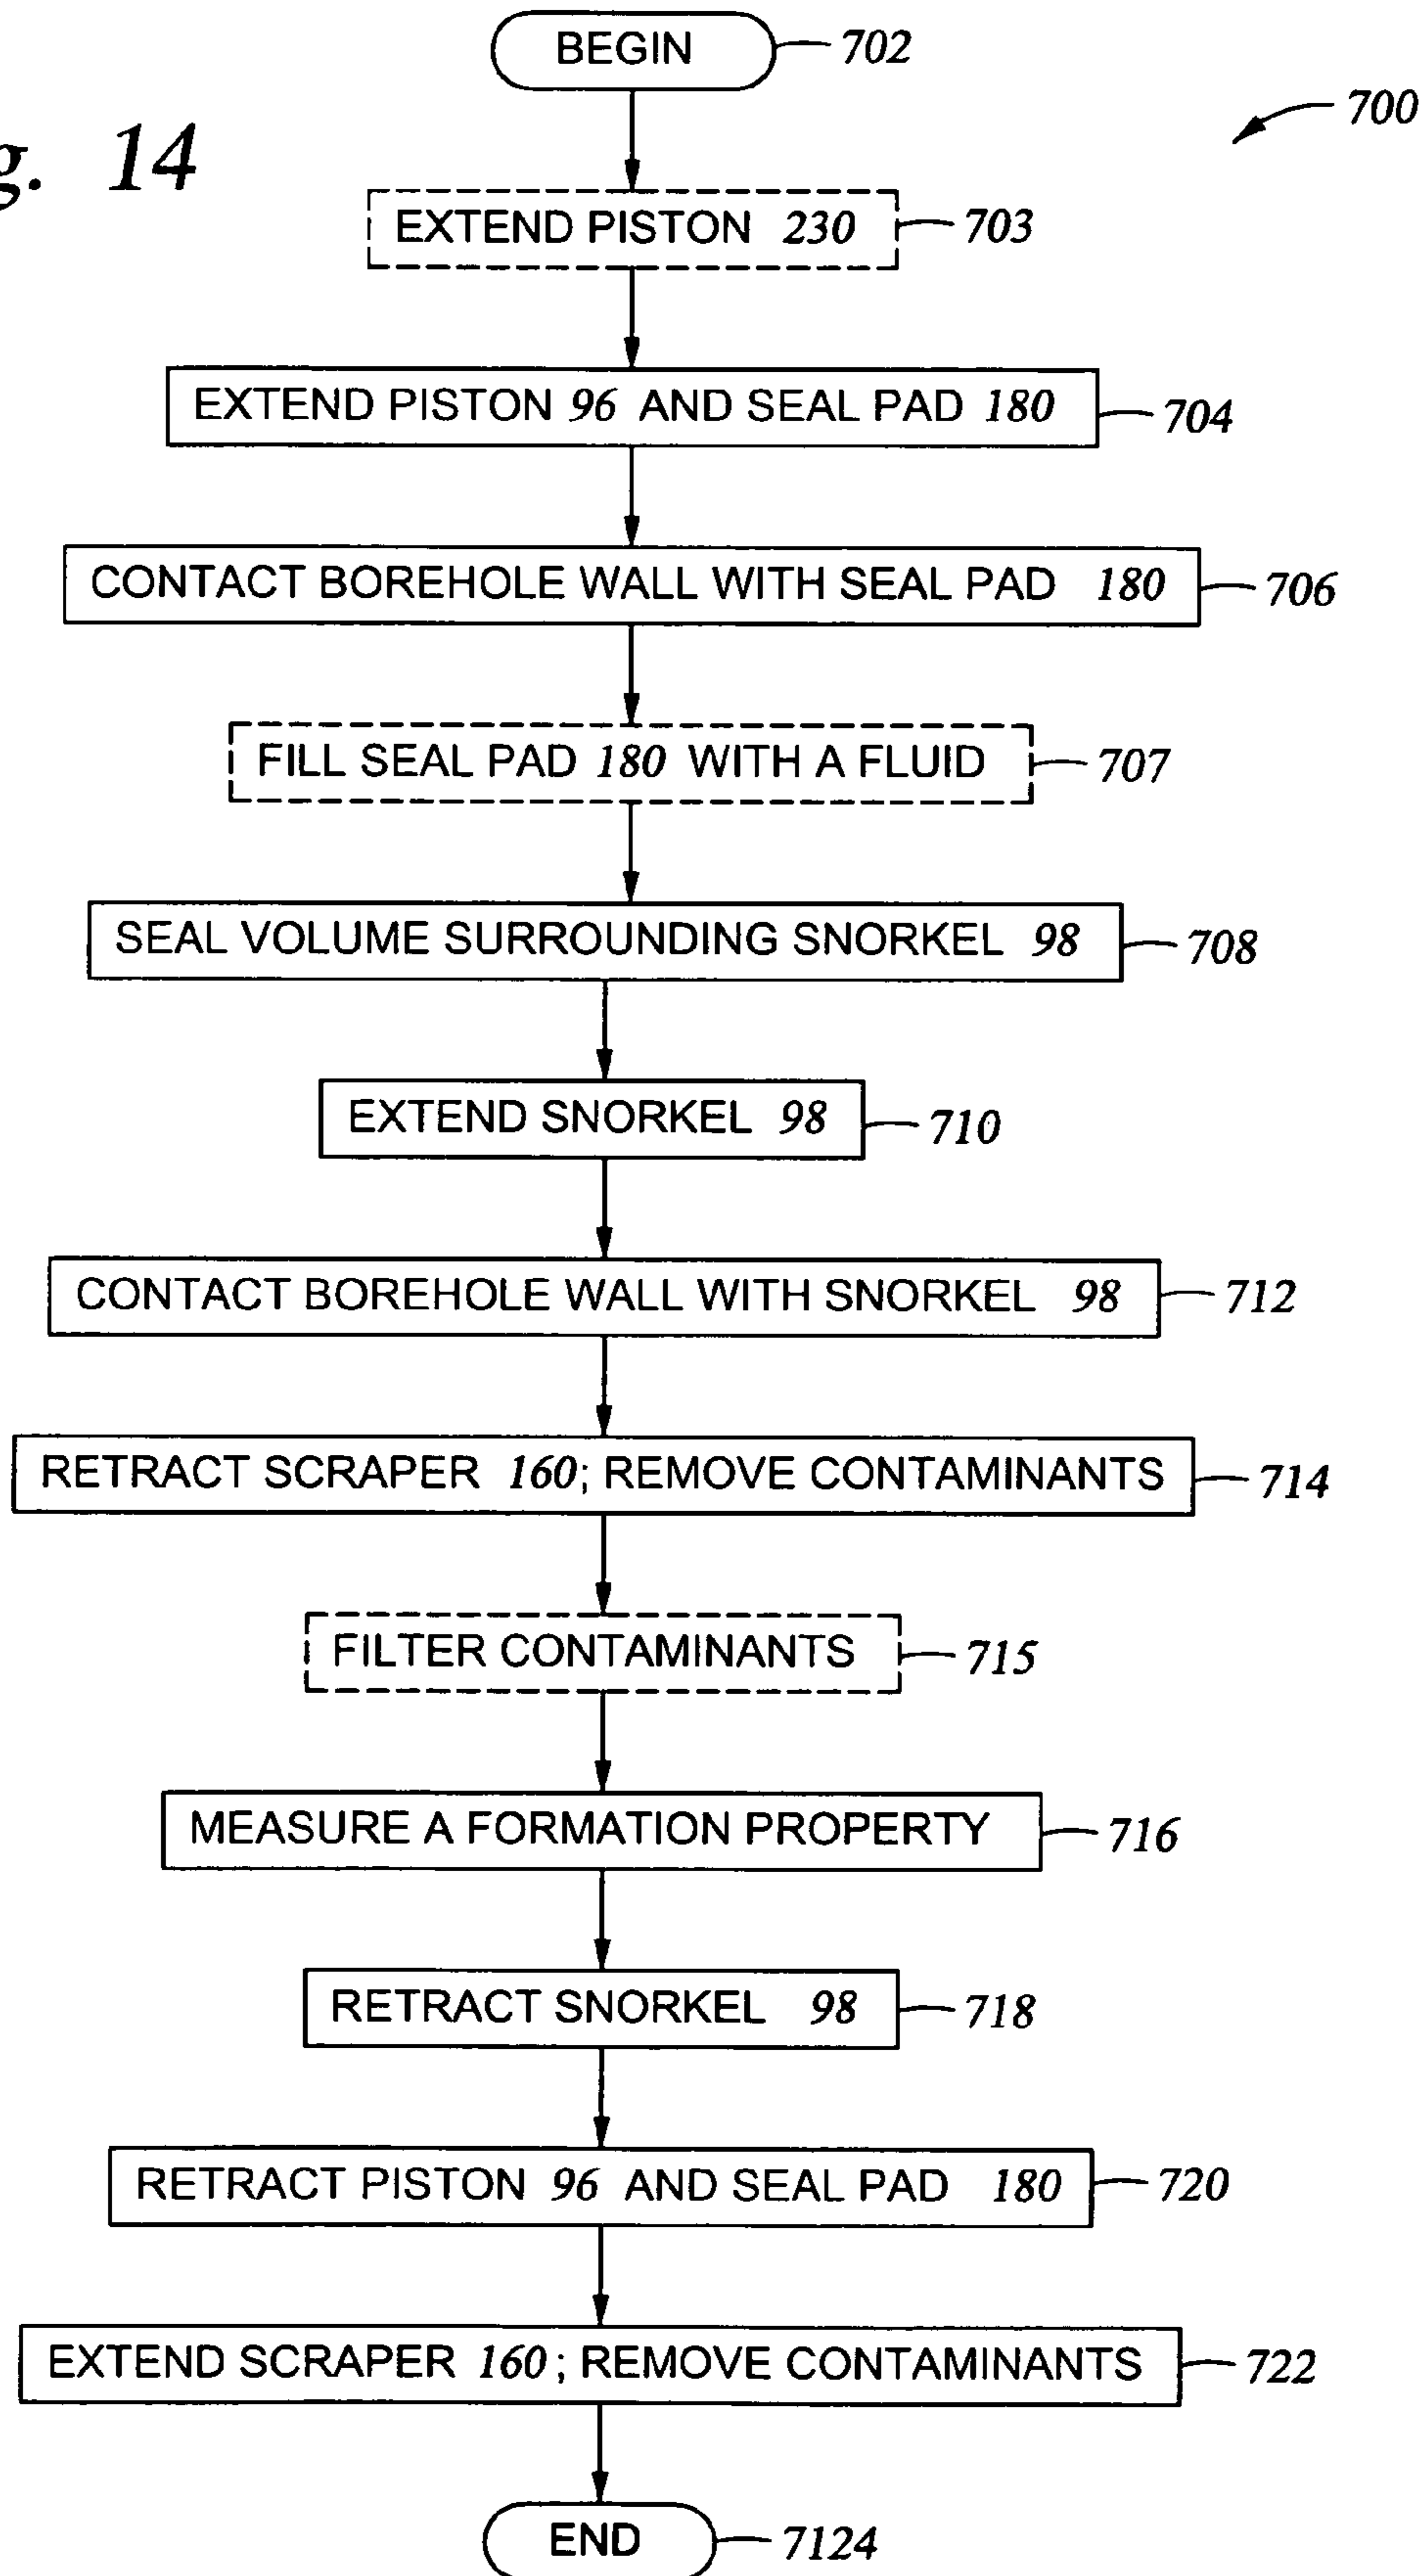 BEGIN 702
700
g. 14
EXTEND PISTON 230 703
EXTEND PISTON 96 AND SEAL PAD 180 704
CONTACT BOREHOLE WALL WITH SEAL PAD 180 706
FILL SEAL PAD 180 WITH A FLUID 707
SEAL VOLUME SURROUNDING SNORKEL 98 708
EXTEND SNORKEL 98 710
CONTACT BOREHOLE WALL WITH SNORKEL 98 712
RETRACT SCRAPER 160; REMOVE CONTAMINANTS 714
FILTER CONTAMINANTS 715
MEASURE A FORMATION PROPERTY 716
RETRACT SNORKEL 98 718
RETRACT PISTON 96 AND SEAL PAD 180 720
EXTEND SCRAPER 160; REMOVE CONTAMINANTS 722
END 7124